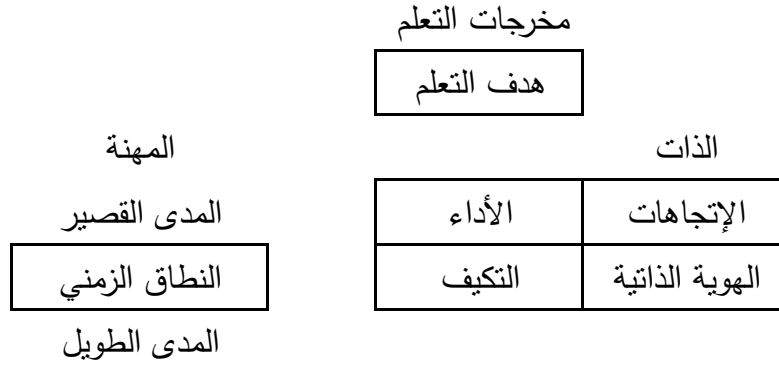 مخرجات التعلم
هدف التعلم
الذات المهنة
الإتجاهات الأداء المدى القصير
الهوية الذاتية التكيف النطاق الزمني
المدى الطويل